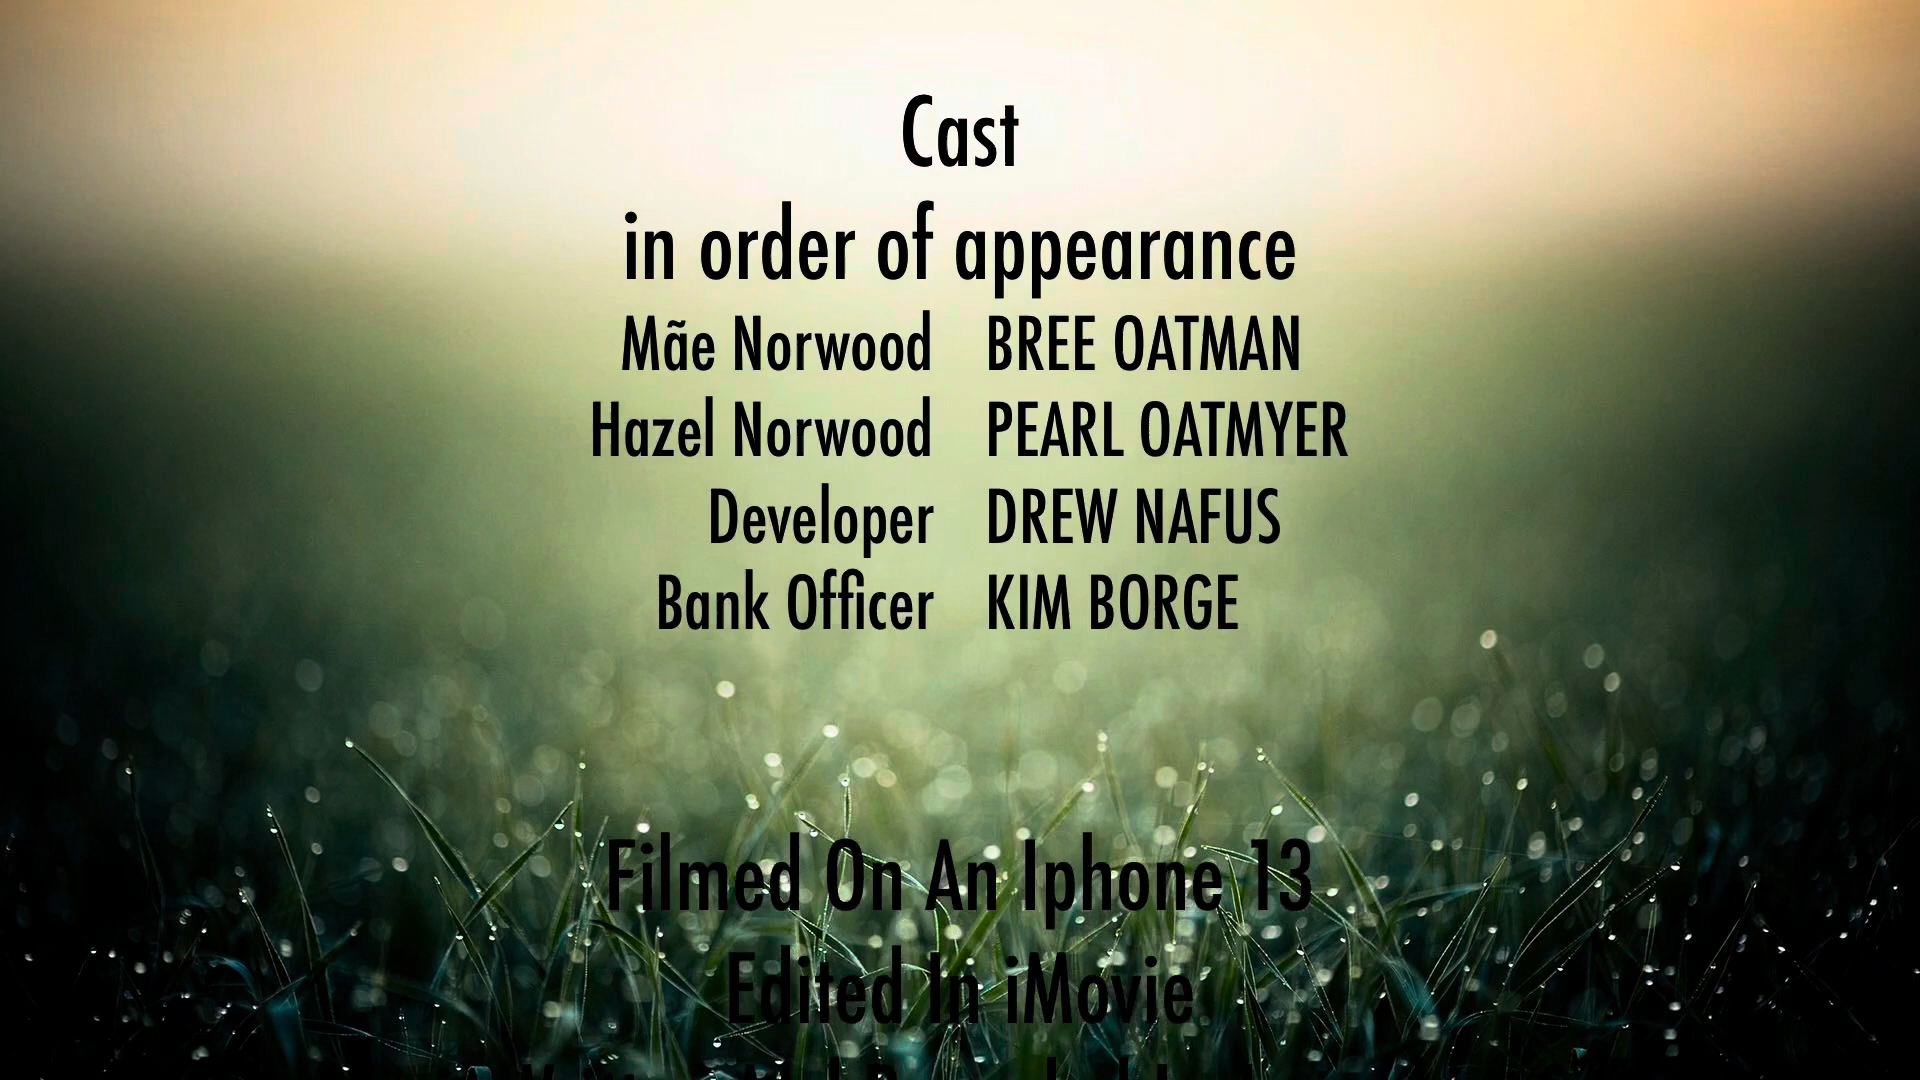 Cast
in order of appearance
Mãe Norwood BREE OATMAN
Hazel Norwood PEARL OATMYER
Developer DREW NAFUS
Bank Officer KIM BORGE
Filmed On An Iphone 13
Edited In iMovie